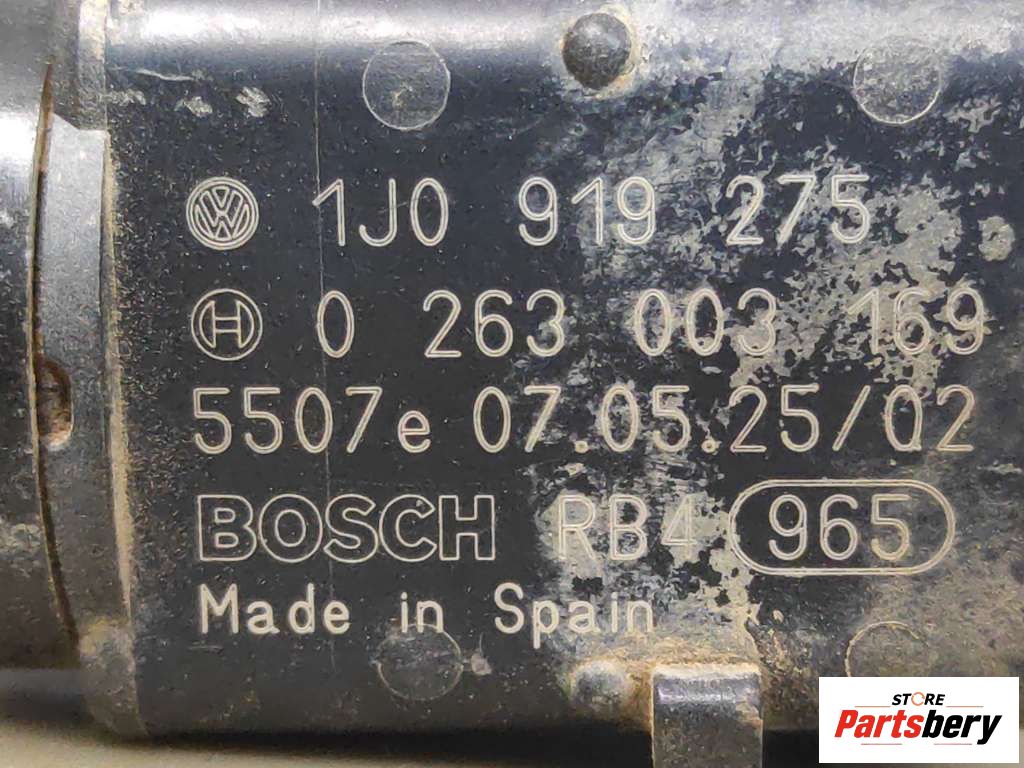 1J0 919 275
0 263 003 169
5507e 07.05.25/02
BOSCH RB4 965
Made in Spain
STORE
Partsbery